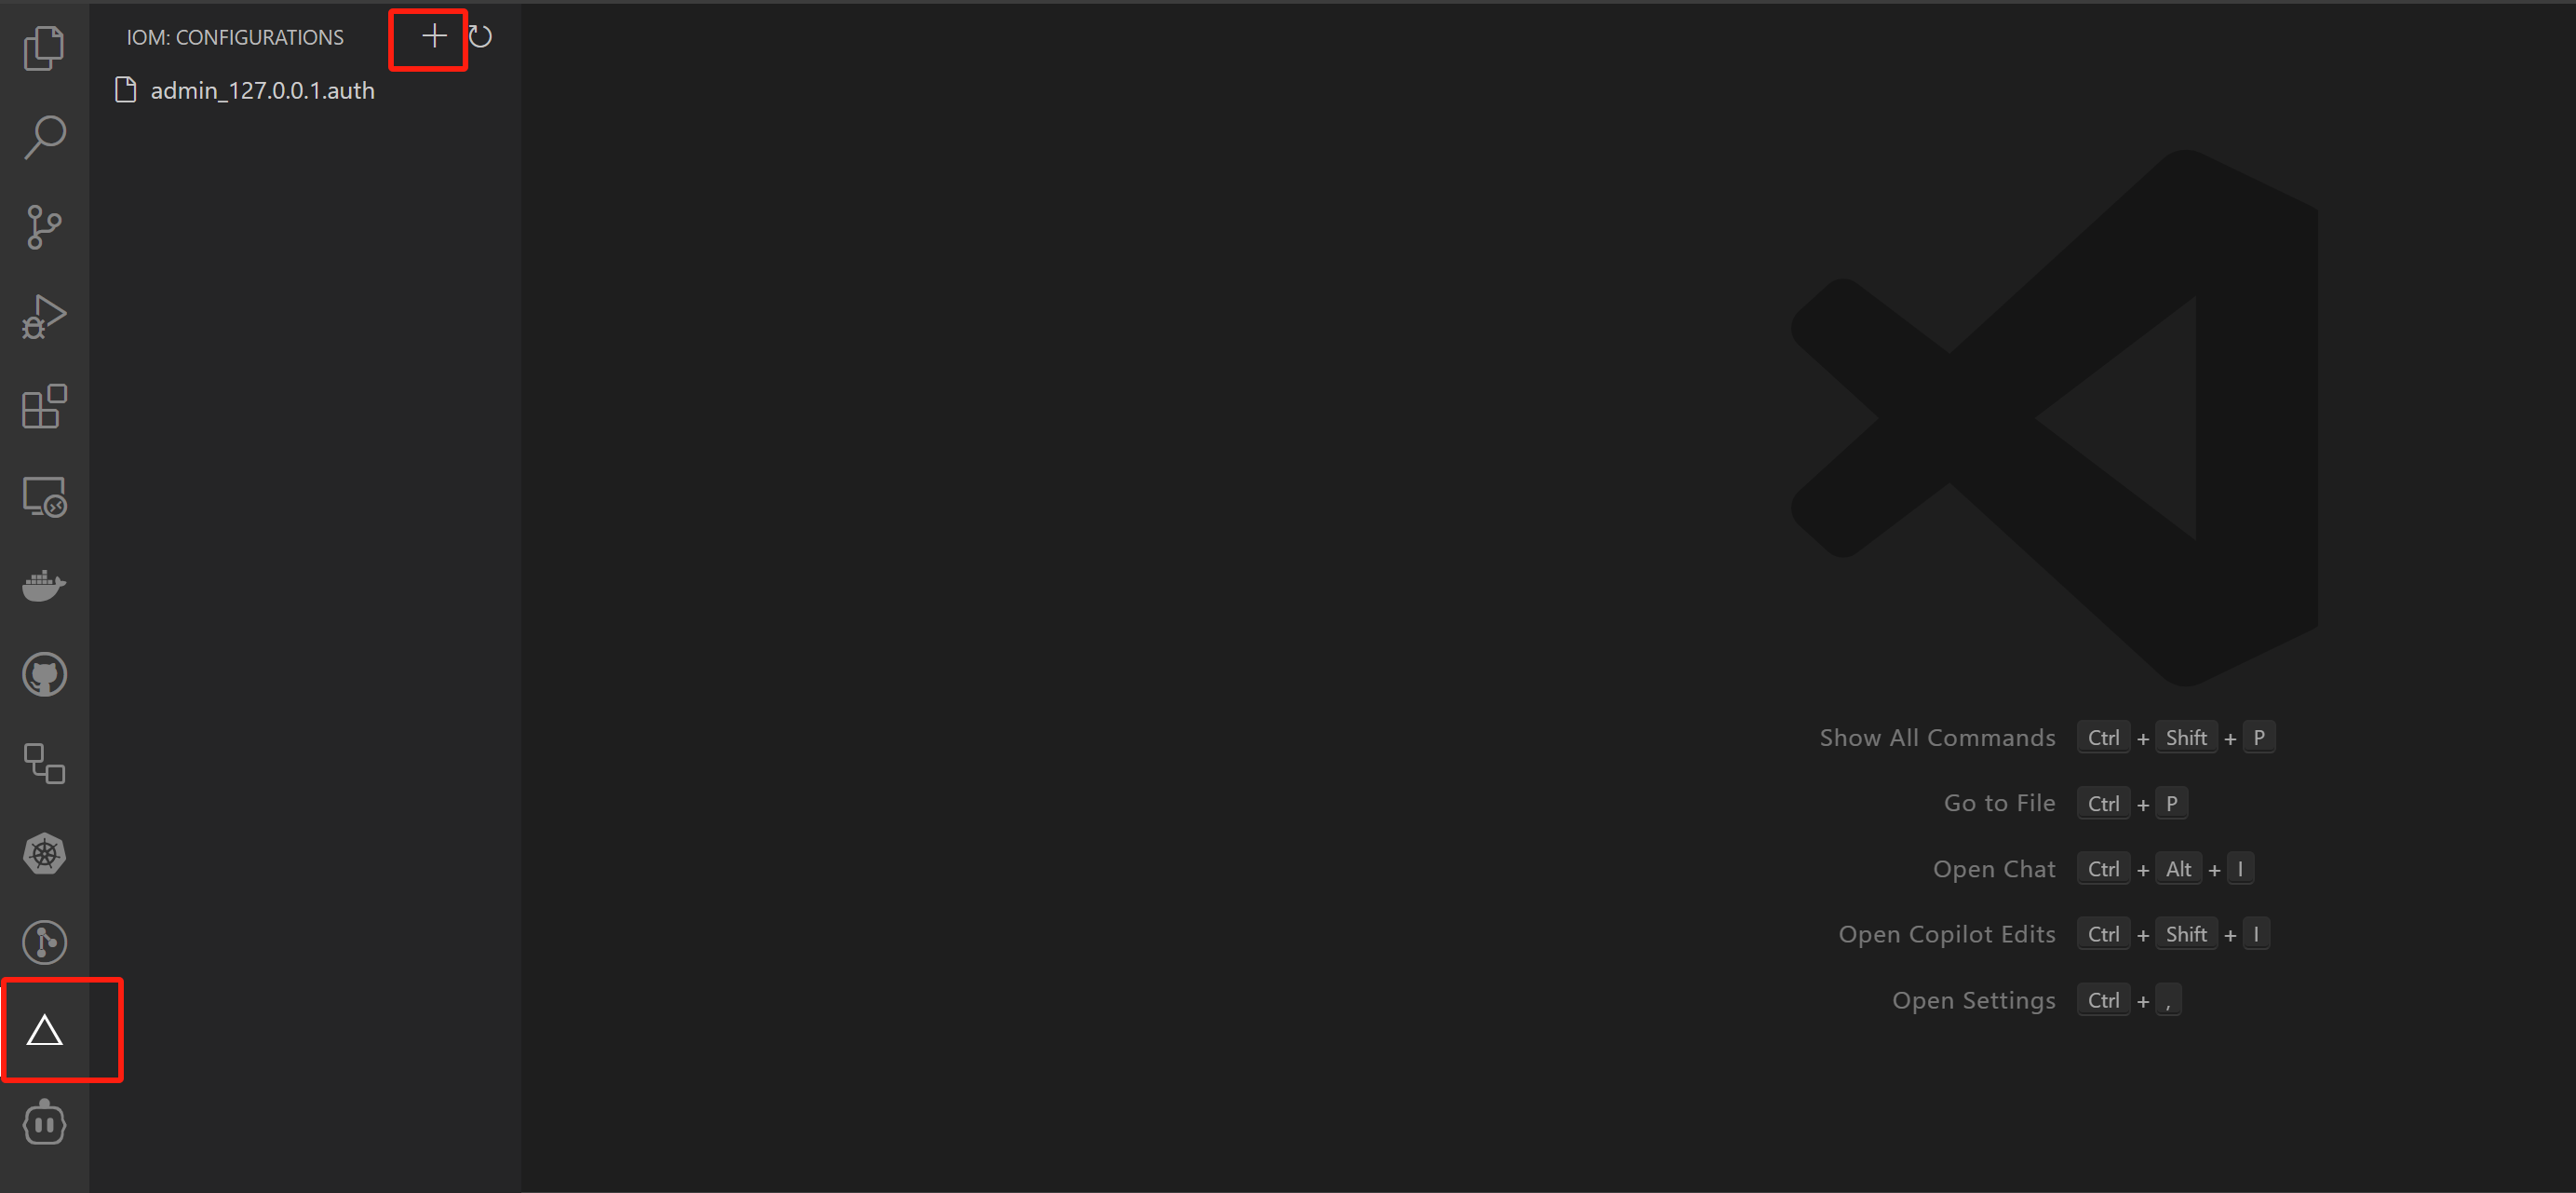 IOM: CONFIGURATIONS
admin_127.0.0.1.auth
Show All Commands Ctrl + Shift + P
Go to File Ctrl + P
Open Chat Ctrl + Alt + I
Open Copilot Edits Ctrl + Shift + I
Open Settings Ctrl + ,